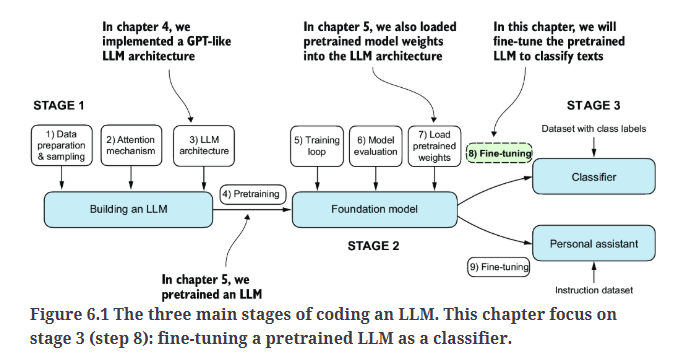 In chapter 4, we
implemented a GPT-like
LLM architecture
In chapter 5, we also loaded
pretrained model weights
into the LLM architecture
In this chapter, we will
fine-tune the pretrained
LLM to classify texts
STAGE 1
STAGE 3
1) Data
preparation
& sampling
2) Attention
mechanism
3) LLM
architecture
5) Training
loop
6) Model
evaluation
7) Load
pretrained
weights
8) Fine-tuning
Dataset with class labels
Classifier
4) Pretraining
Building an LLM
Foundation model
STAGE 2
Personal assistant
9) Fine-tuning
Instruction dataset
In chapter 5, we
pretrained an LLM
Figure 6.1 The three main stages of coding an LLM. This chapter focus on
stage 3 (step 8): fine-tuning a pretrained LLM as a classifier.